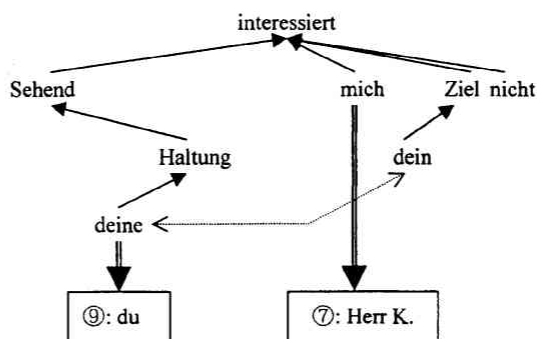 interessiert
Sehend mich Ziel nicht
Haltung dein
deine
⑨: du ⑦: Herr K.